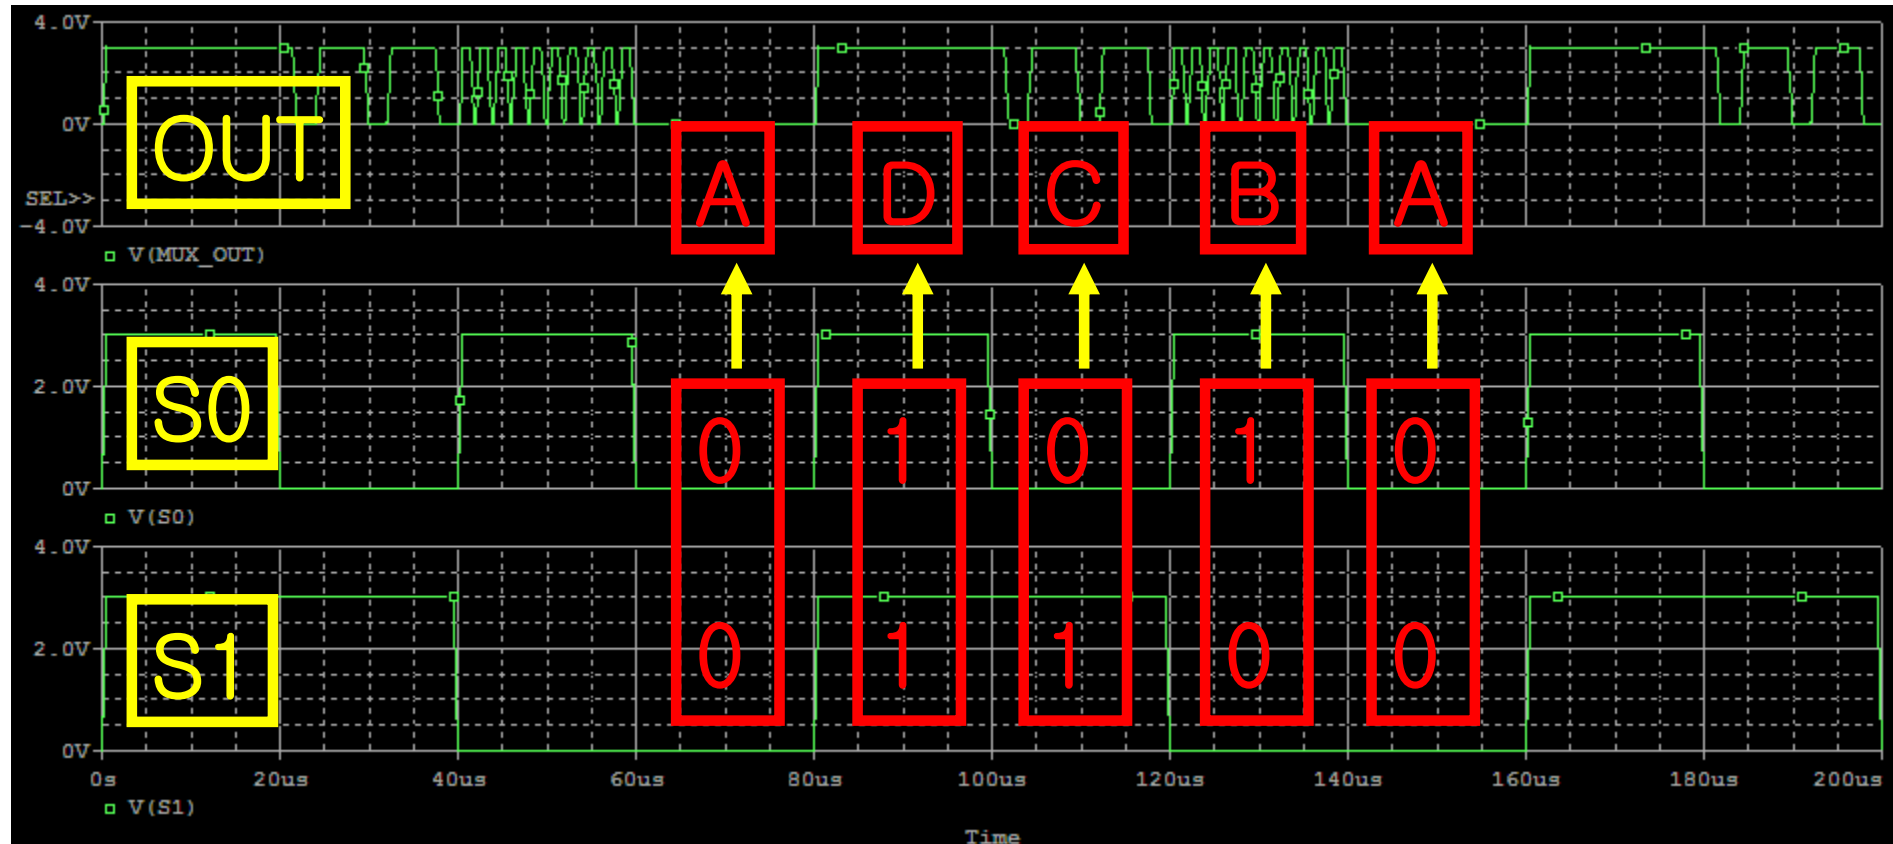 4.0V
OUT
0V
SEL>>
-4.0V
A D C B A
V(MUX_OUT)
4.0V
S0
2.0V
0 1 0 1 0
0V
V(S0)
4.0V
S1
2.0V
0 1 1 0 0
0V
0s 20us 40us 60us 80us 100us 120us 140us 160us 180us 200us
V(S1)
Time